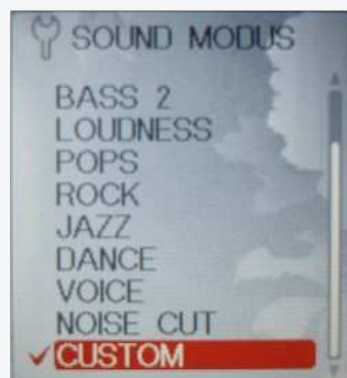 SOUND MODUS
BASS 2
LOUDNESS
POPS
ROCK
JAZZ
DANCE
VOICE
NOISE CUT
CUSTOM